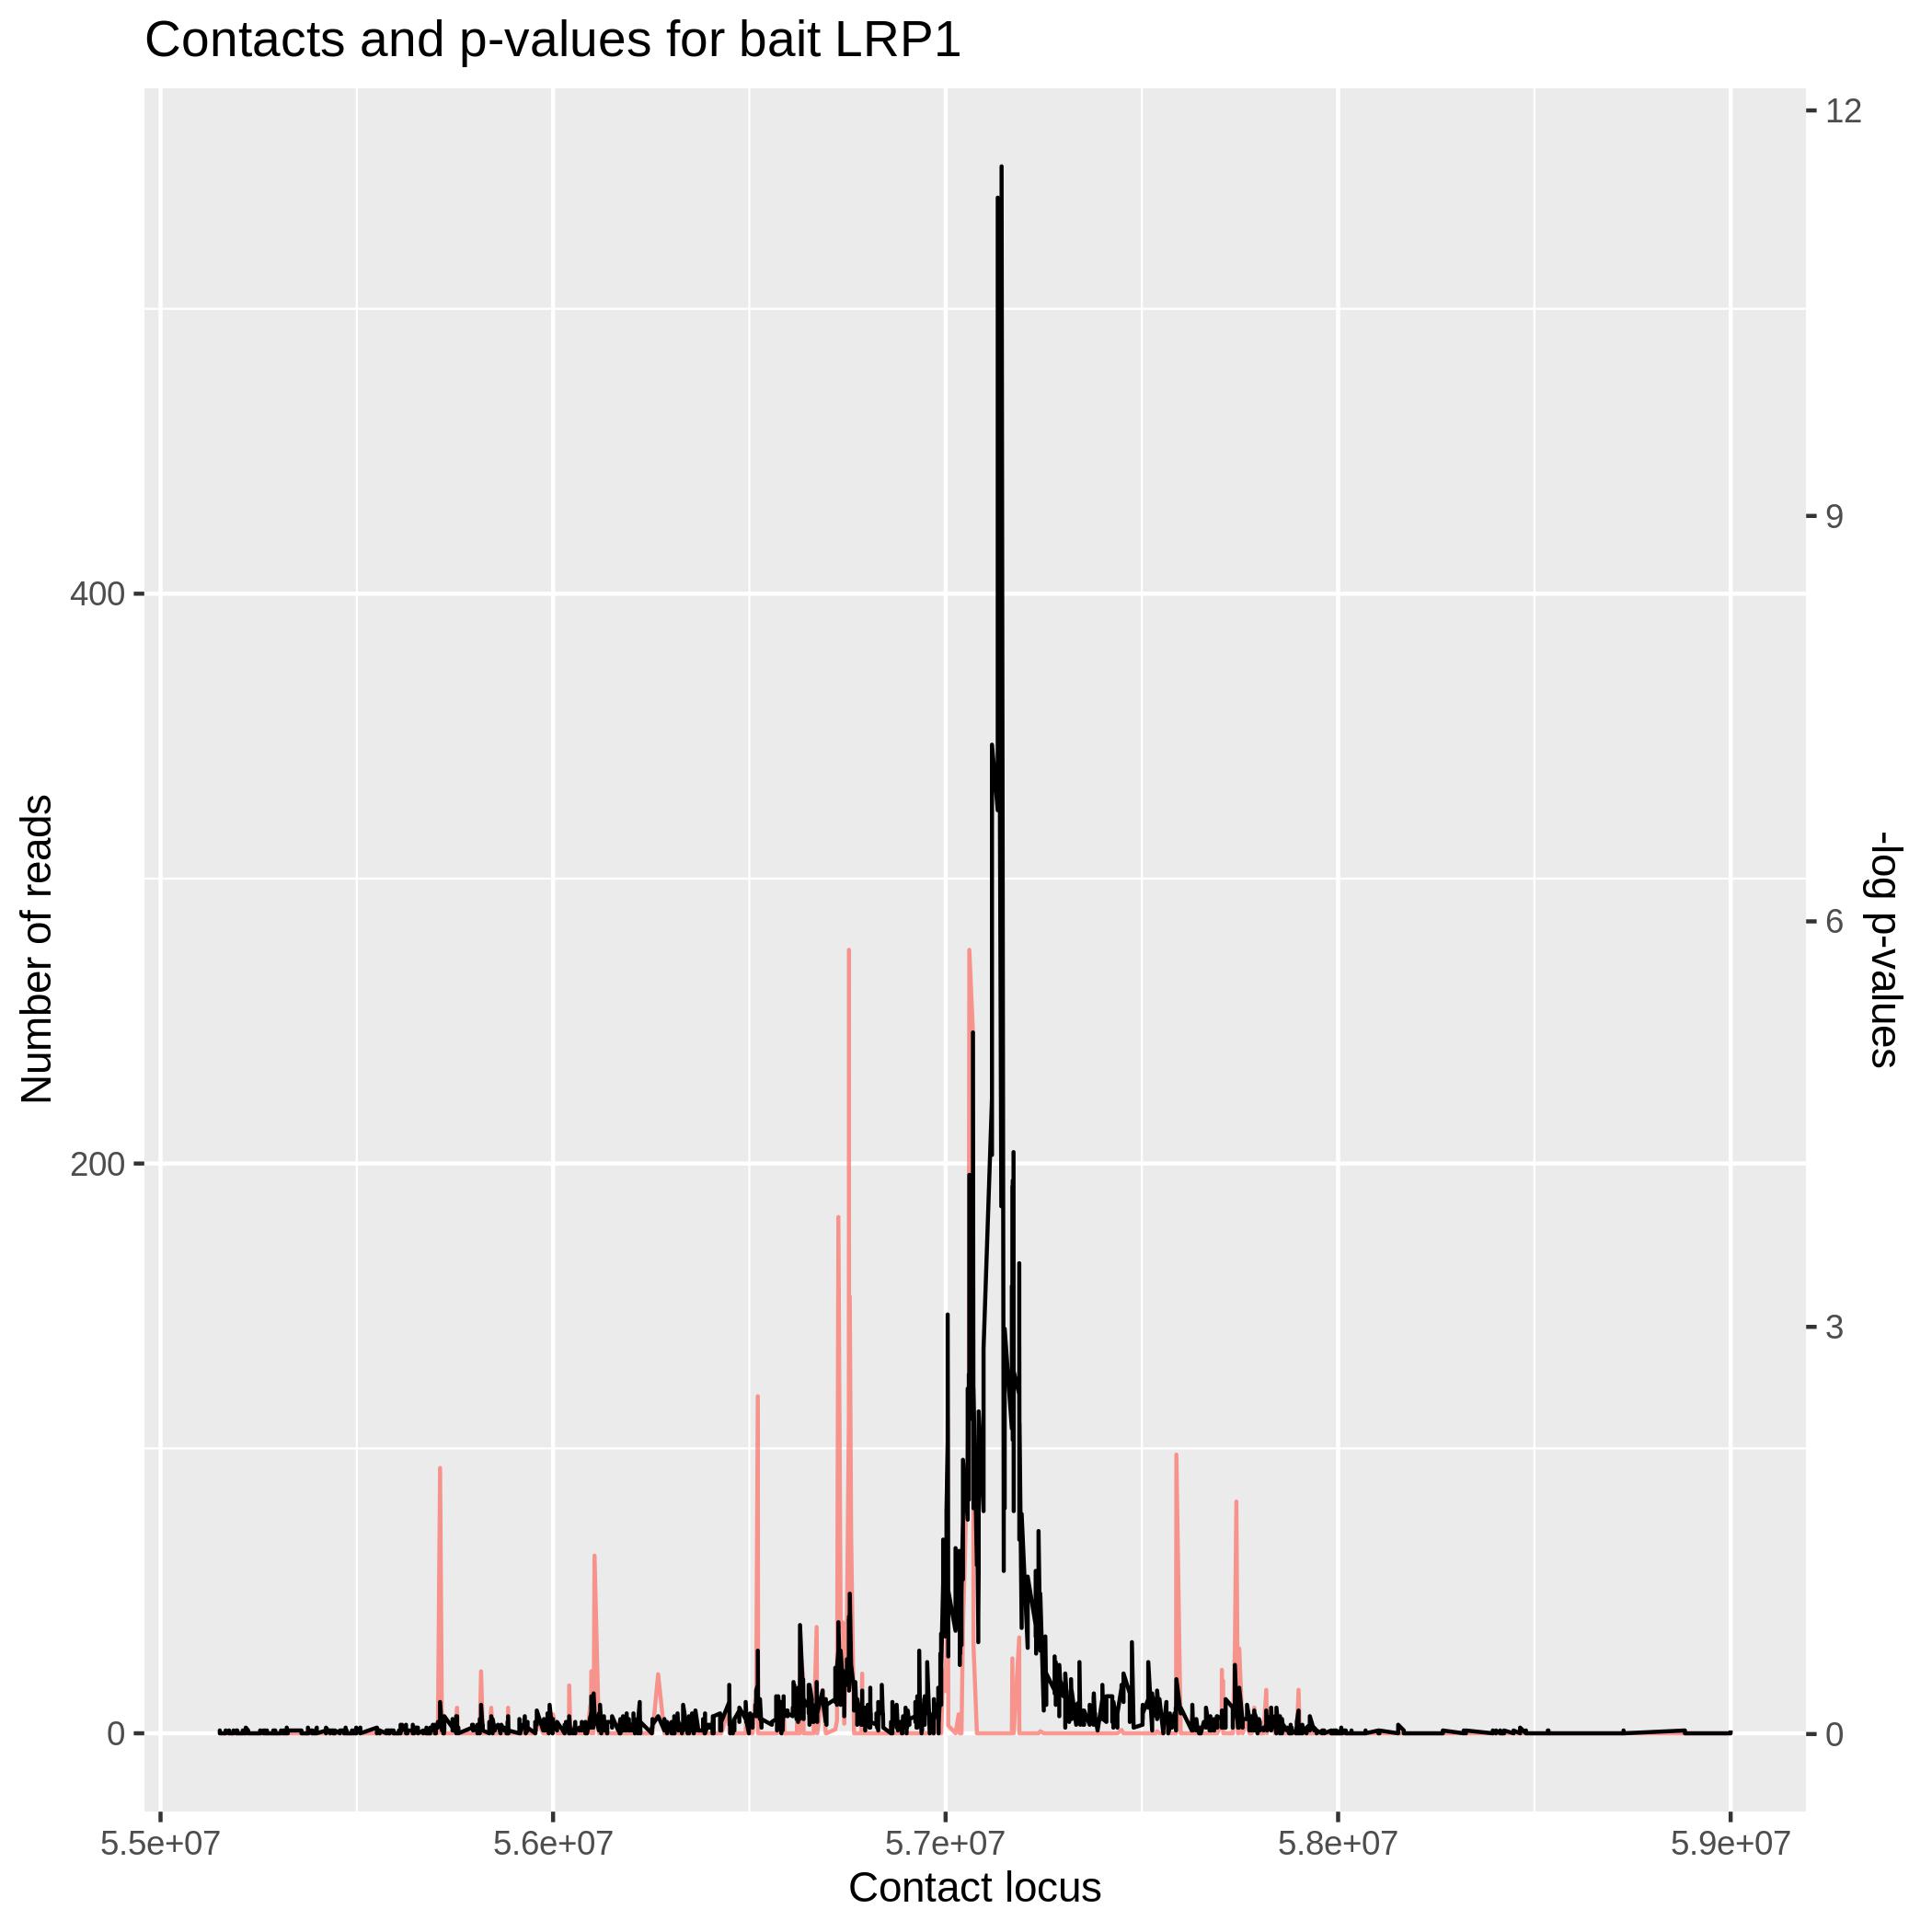 Contacts and p-values for bait LRP1
Number of reads
400
200
0
12
9
6
3
0
-log p-values
5.5e+07 5.6e+07 5.7e+07 5.8e+07 5.9e+07
Contact locus